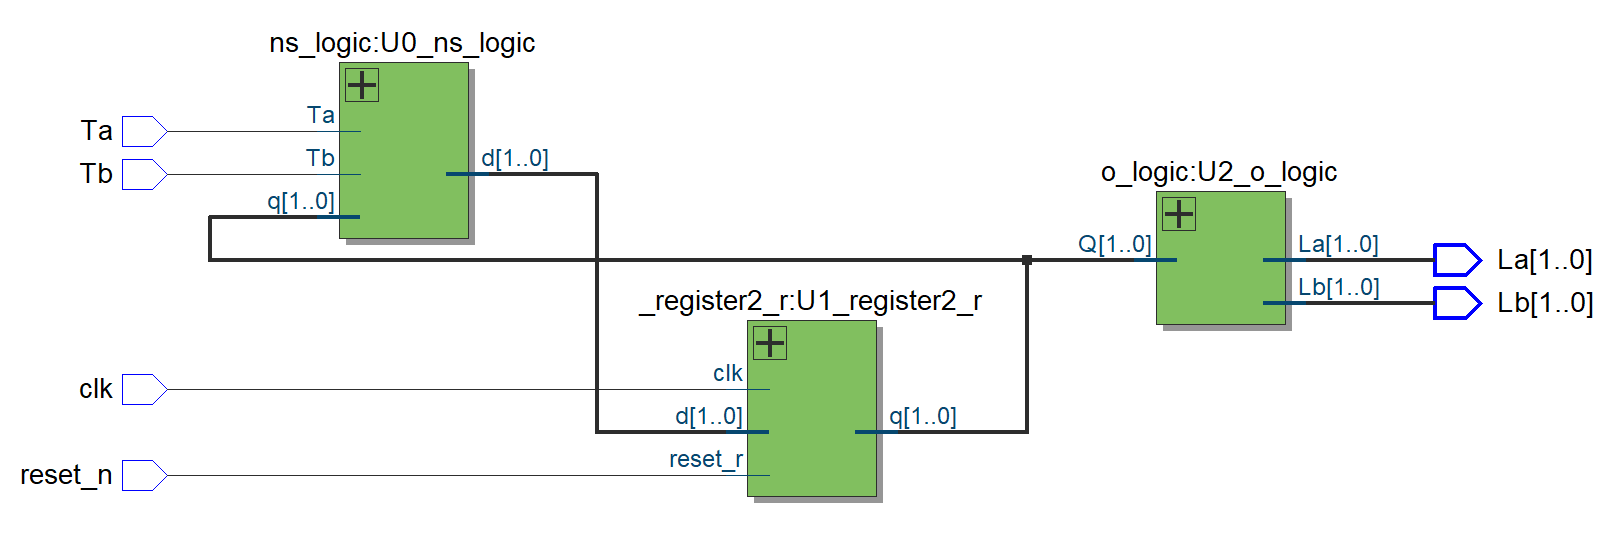 ns_logic:U0_ns_logic
Ta
Ta
Tb
Tb
d[1..0]
q[1..0]
o_logic:U2_o_logic
Q[1..0]
La[1..0]
La[1..0]
Lb[1..0]
Lb[1..0]
_register2_r:U1_register2_r
clk
clk
d[1..0]
q[1..0]
reset_n
reset_r